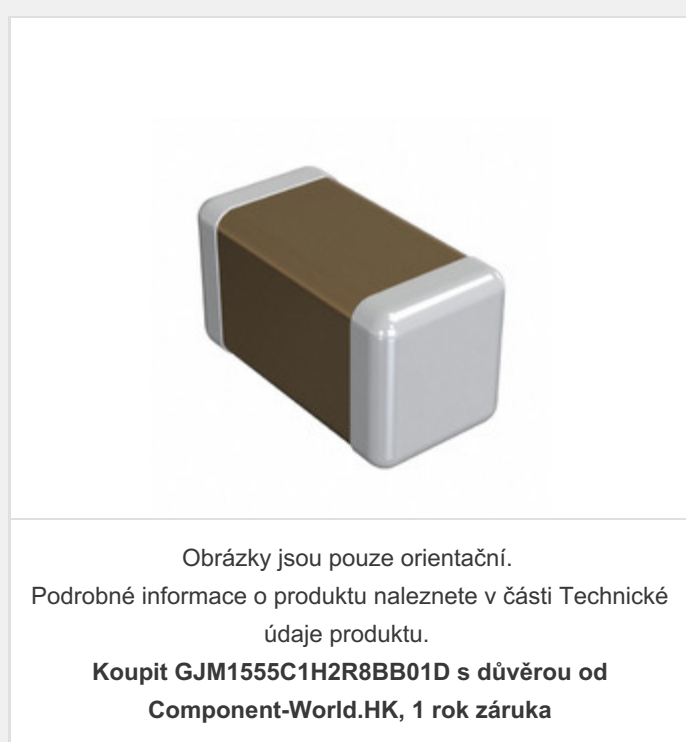 Obrázky jsou pouze orientační.
Podrobné informace o produktu naleznete v části Technické
údaje produktu.
Koupit GJM1555C1H2R8BB01D s důvěrou od
Component-World.HK, 1 rok záruka